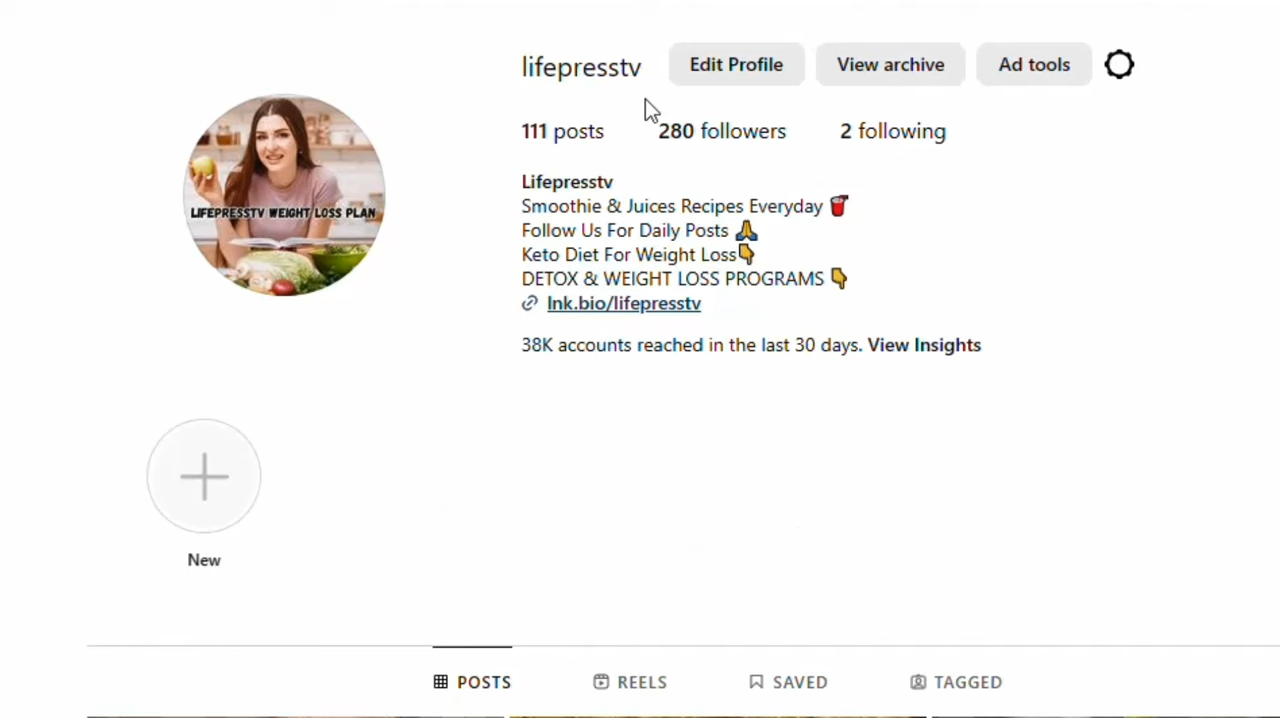 lifepresstv Edit Profile View archive Ad tools
111 posts 280 followers 2 following
Lifepresstv
Smoothie & Juices Recipes Everyday 🥤
Follow Us For Daily Posts 🙏
Keto Diet For Weight Loss👇
DETOX & WEIGHT LOSS PROGRAMS 👇
lnk.bio/lifepresstv
38K accounts reached in the last 30 days. View Insights
LIFEPRESSTV WEIGHT LOSS PLAN
New
POSTS REELS SAVED TAGGED